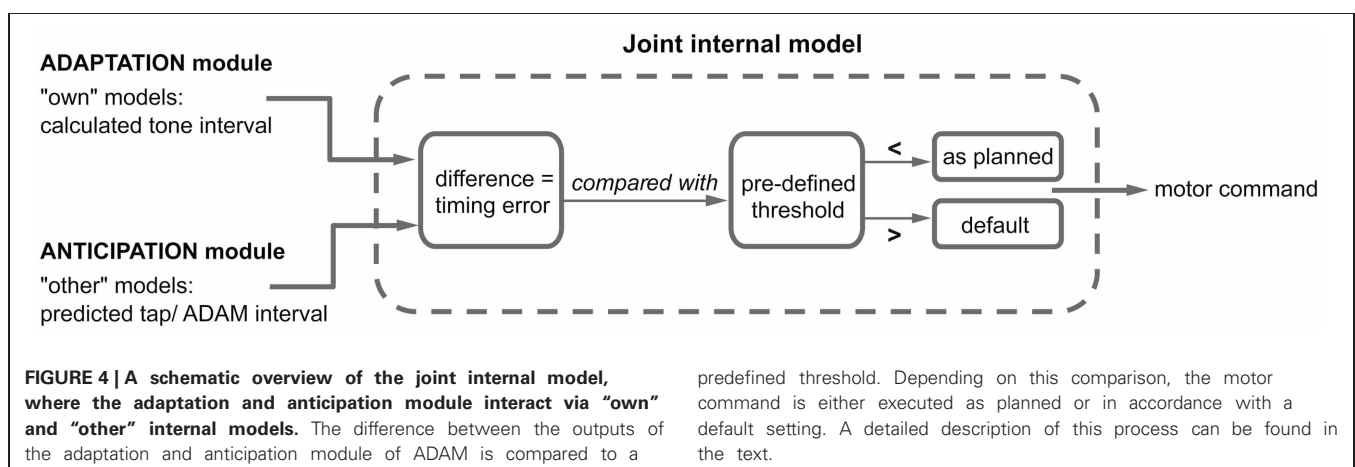 Joint internal model
ADAPTATION module
"own" models:
calculated tone interval
ANTICIPATION module
"other" models:
predicted tap/ ADAM interval
difference =
timing error
compared with
pre-defined
threshold
<
as planned
>
default
motor command
FIGURE 4 | A schematic overview of the joint internal model,
where the adaptation and anticipation module interact via “own”
and “other” internal models. The difference between the outputs of
the adaptation and anticipation module of ADAM is compared to a
predefined threshold. Depending on this comparison, the motor
command is either executed as planned or in accordance with a
default setting. A detailed description of this process can be found in
the text.